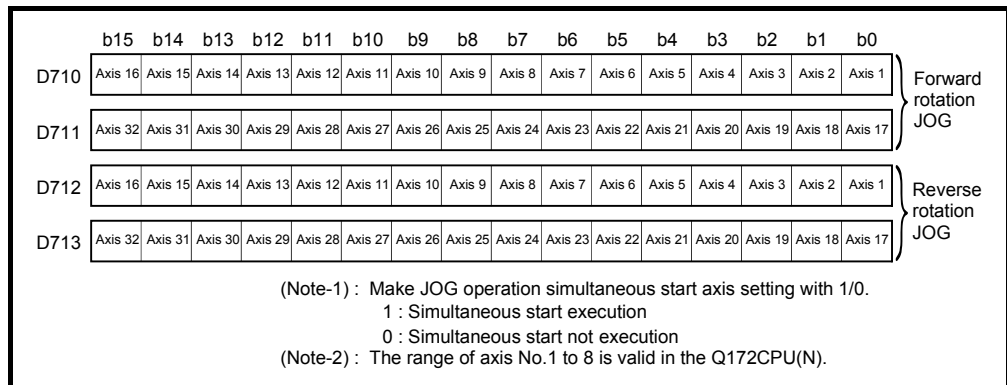 b15 b14 b13 b12 b11 b10 b9 b8 b7 b6 b5 b4 b3 b2 b1 b0
D710 Axis 16 Axis 15 Axis 14 Axis 13 Axis 12 Axis 11 Axis 10 Axis 9 Axis 8 Axis 7 Axis 6 Axis 5 Axis 4 Axis 3 Axis 2 Axis 1
Forward
rotation
JOG
D711 Axis 32 Axis 31 Axis 30 Axis 29 Axis 28 Axis 27 Axis 26 Axis 25 Axis 24 Axis 23 Axis 22 Axis 21 Axis 20 Axis 19 Axis 18 Axis 17
D712 Axis 16 Axis 15 Axis 14 Axis 13 Axis 12 Axis 11 Axis 10 Axis 9 Axis 8 Axis 7 Axis 6 Axis 5 Axis 4 Axis 3 Axis 2 Axis 1
Reverse
rotation
JOG
D713 Axis 32 Axis 31 Axis 30 Axis 29 Axis 28 Axis 27 Axis 26 Axis 25 Axis 24 Axis 23 Axis 22 Axis 21 Axis 20 Axis 19 Axis 18 Axis 17
(Note-1) : Make JOG operation simultaneous start axis setting with 1/0.
1 : Simultaneous start execution
0 : Simultaneous start not execution
(Note-2) : The range of axis No.1 to 8 is valid in the Q172CPU(N).